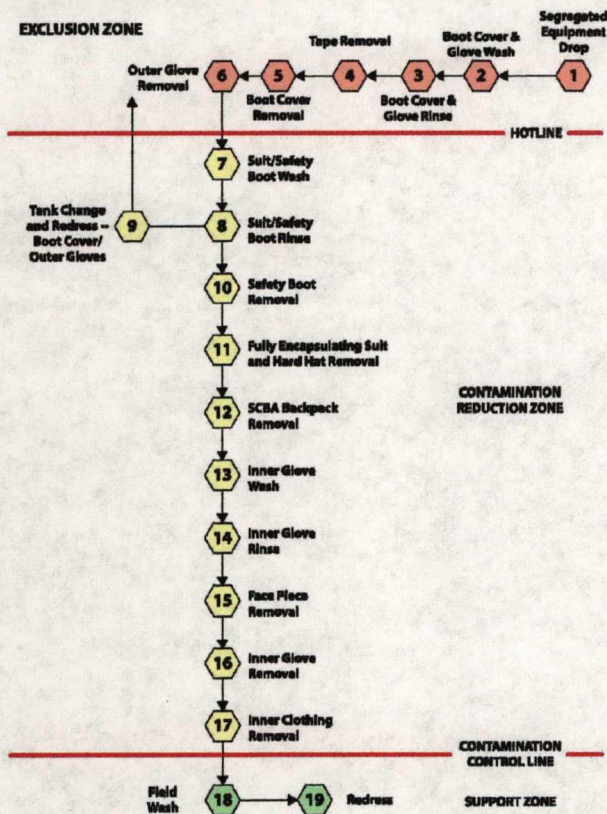 EXCLUSION ZONE
Segregated
Equipment
Drop
1
Boot Cover &
Glove Wash
2
3
Boot Cover &
Glove Rinse
Tape Removal
4
5
Boot Cover
Removal
Outer Glove
Removal
6
HOTLINE
7
Suit/Safety
Boot Wash
8
Suit/Safety
Boot Rinse
Tank Change
and Redress –
Boot Cover/
Outer Gloves
9
10
Safety Boot
Removal
11
Fully Encapsulating Suit
and Hard Hat Removal
CONTAMINATION
REDUCTION ZONE
12
SCBA Backpack
Removal
13
Inner Glove
Wash
14
Inner Glove
Rinse
15
Face Piece
Removal
16
Inner Glove
Removal
17
Inner Clothing
Removal
CONTAMINATION
CONTROL LINE
Field
Wash
18
19
Redress
SUPPORT ZONE